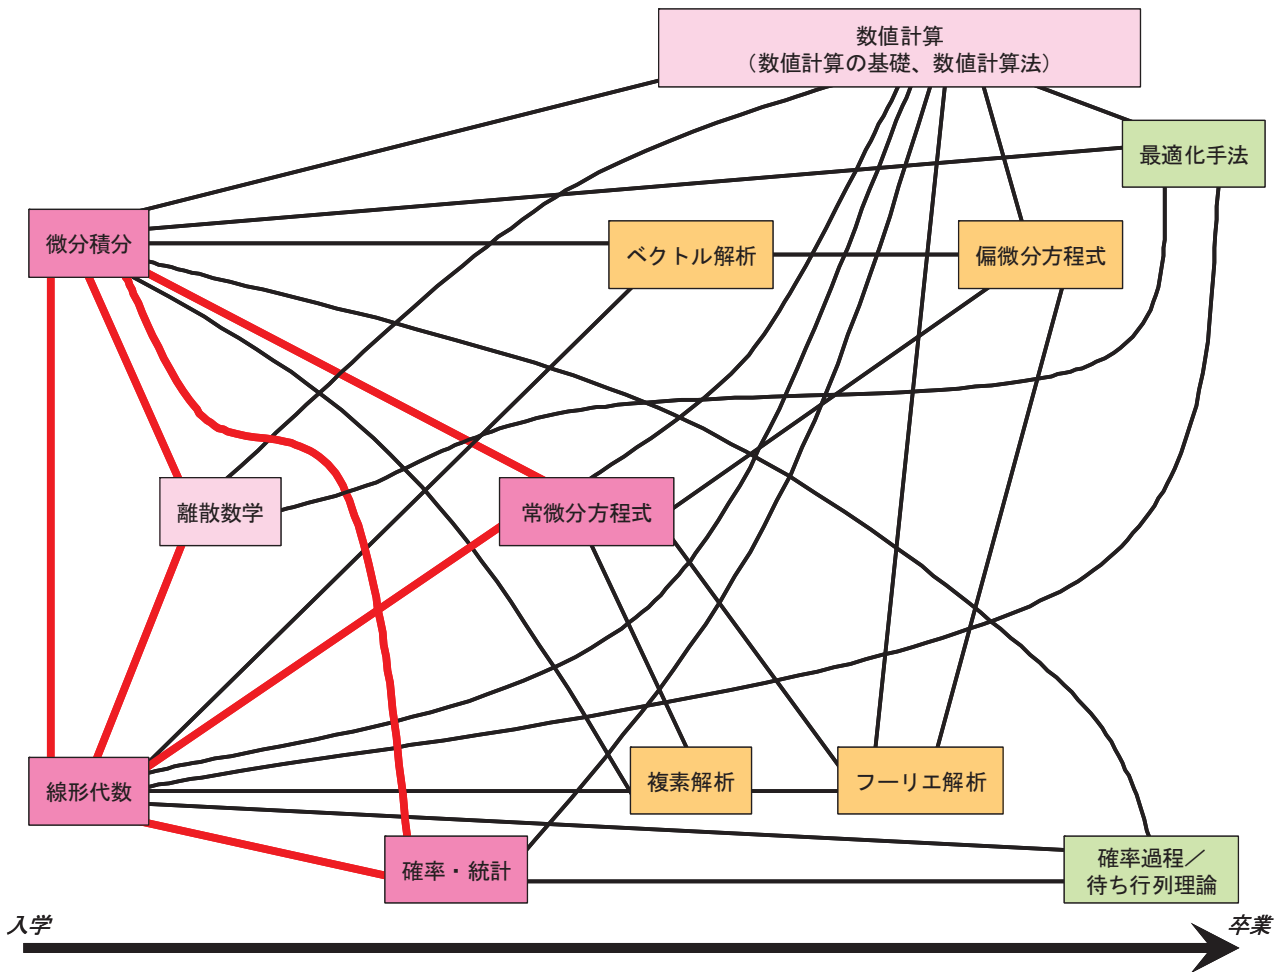 数値計算
（数値計算の基礎、数値計算法）
最適化手法
微分積分
ベクトル解析
偏微分方程式
離散数学
常微分方程式
線形代数
複素解析
フーリエ解析
確率・統計
確率過程／
待ち行列理論
入学
卒業